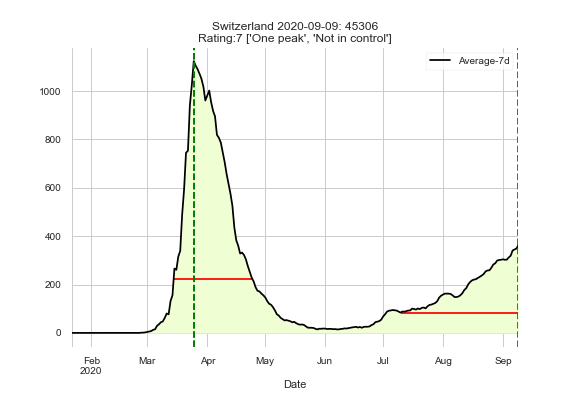 Switzerland 2020-09-09: 45306
Rating:7 ['One peak', 'Not in control']
Average-7d
1000
800
600
400
200
0
Feb Mar Apr May Jun Jul Aug Sep
2020
Date